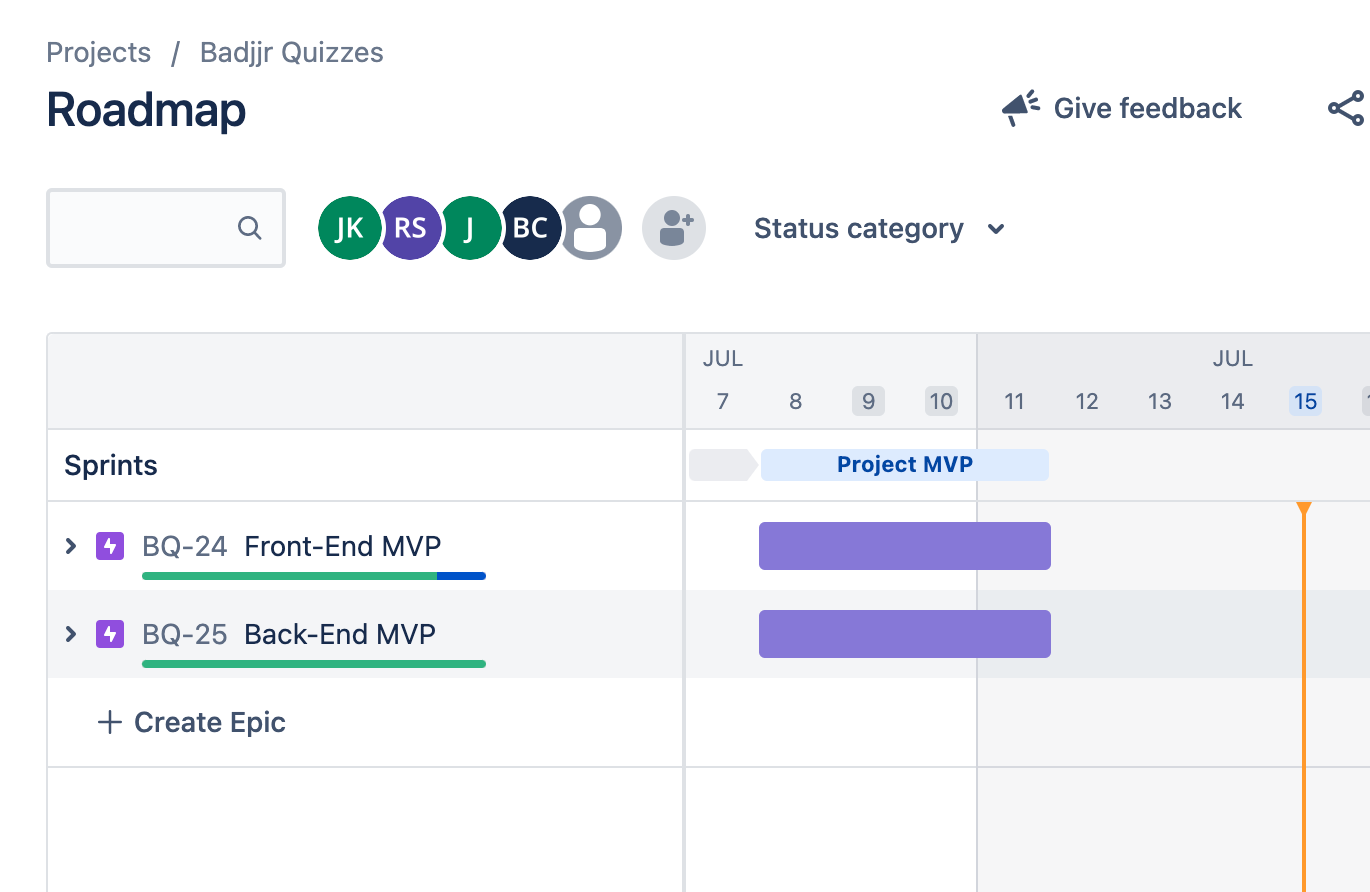 Projects / Badjjr Quizzes
Roadmap
Give feedback
JK RS J BC
Status category
JUL JUL
7 8 9 10 11 12 13 14 15
Sprints
Project MVP
BQ-24 Front-End MVP
BQ-25 Back-End MVP
+ Create Epic